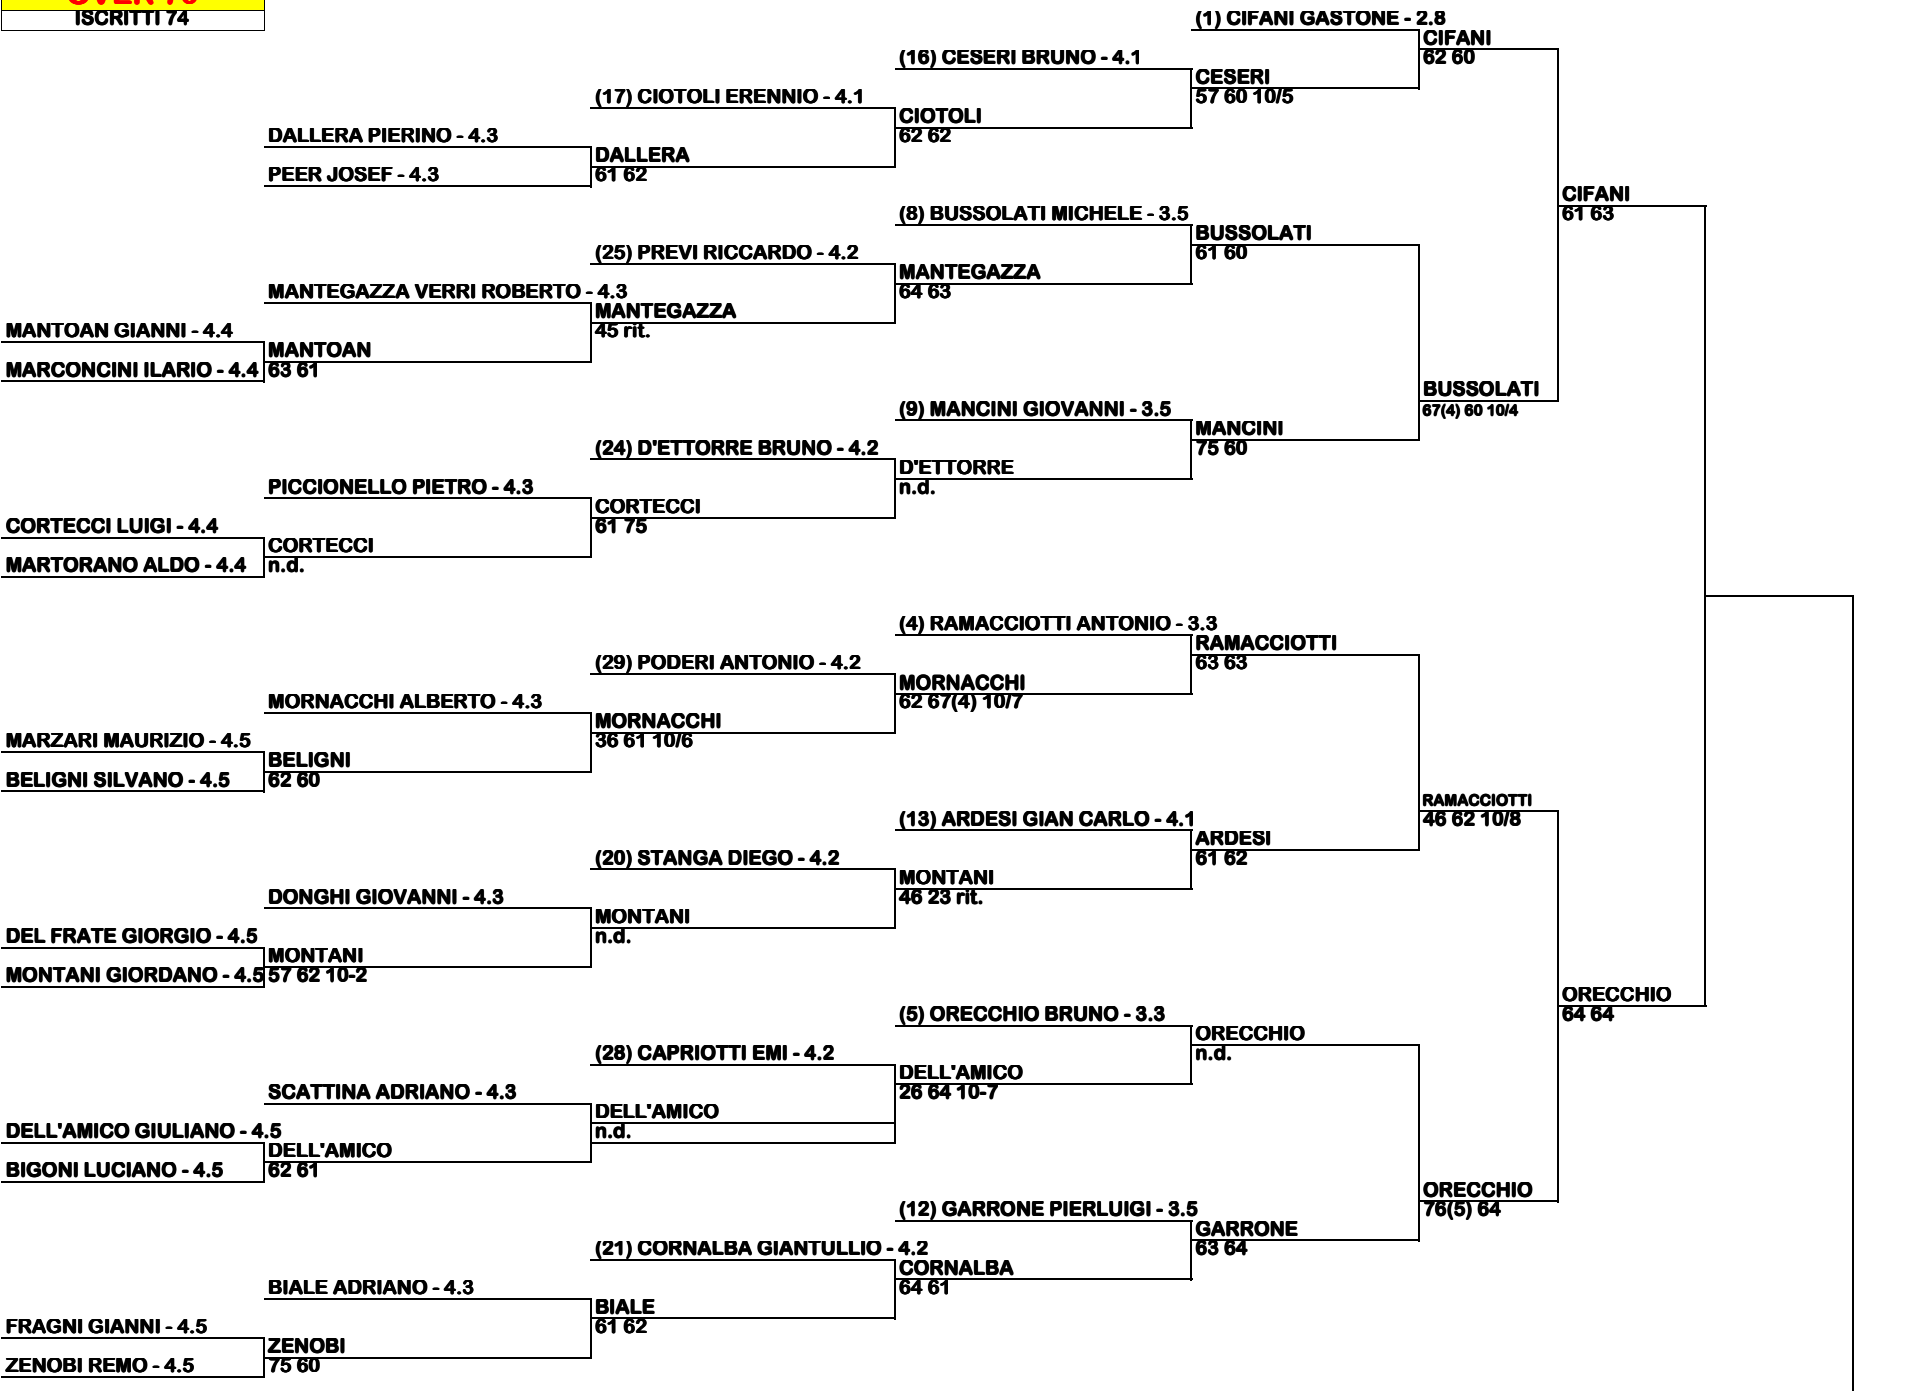 ISCRITTI 74
(1) CIFANI GASTONE - 2.8
CIFANI
62 60
(16) CESERI BRUNO - 4.1
CESERI
57 60 10/5
(17) CIOTOLI ERENNIO - 4.1
CIOTOLI
62 62
DALLERA PIERINO - 4.3
DALLERA
61 62
PEER JOSEF - 4.3
CIFANI
61 63
(8) BUSSOLATI MICHELE - 3.5
BUSSOLATI
61 60
(25) PREVI RICCARDO - 4.2
MANTEGAZZA
64 63
MANTEGAZZA VERRI ROBERTO - 4.3
MANTEGAZZA
45 rit.
MANTOAN GIANNI - 4.4
MANTOAN
MARCONCINI ILARIO - 4.4
63 61
BUSSOLATI
67(4) 60 10/4
(9) MANCINI GIOVANNI - 3.5
MANCINI
75 60
(24) D'ETTORRE BRUNO - 4.2
D'ETTORRE
n.d.
PICCIONELLO PIETRO - 4.3
CORTECCI
61 75
CORTECCI LUIGI - 4.4
CORTECCI
MARTORANO ALDO - 4.4
n.d.
(4) RAMACCIOTTI ANTONIO - 3.3
RAMACCIOTTI
63 63
(29) PODERI ANTONIO - 4.2
MORNACCHI
62 67(4) 10/7
MORNACCHI ALBERTO - 4.3
MORNACCHI
36 61 10/6
MARZARI MAURIZIO - 4.5
BELIGNI
BELIGNI SILVANO - 4.5
62 60
RAMACCIOTTI
46 62 10/8
(13) ARDESI GIAN CARLO - 4.1
ARDESI
61 62
(20) STANGA DIEGO - 4.2
MONTANI
46 23 rit.
DONGHI GIOVANNI - 4.3
MONTANI
n.d.
DEL FRATE GIORGIO - 4.5
MONTANI
MONTANI GIORDANO - 4.5
57 62 10-2
ORECCHIO
64 64
(5) ORECCHIO BRUNO - 3.3
ORECCHIO
n.d.
(28) CAPRIOTTI EMI - 4.2
DELL'AMICO
26 64 10-7
SCATTINA ADRIANO - 4.3
DELL'AMICO
n.d.
DELL'AMICO GIULIANO - 4.5
DELL'AMICO
BIGONI LUCIANO - 4.5
62 61
ORECCHIO
76(5) 64
(12) GARRONE PIERLUIGI - 3.5
GARRONE
63 64
(21) CORNALBA GIANTULLIO - 4.2
CORNALBA
64 61
BIALE ADRIANO - 4.3
BIALE
61 62
FRAGNI GIANNI - 4.5
ZENOBI
ZENOBI REMO - 4.5
75 60